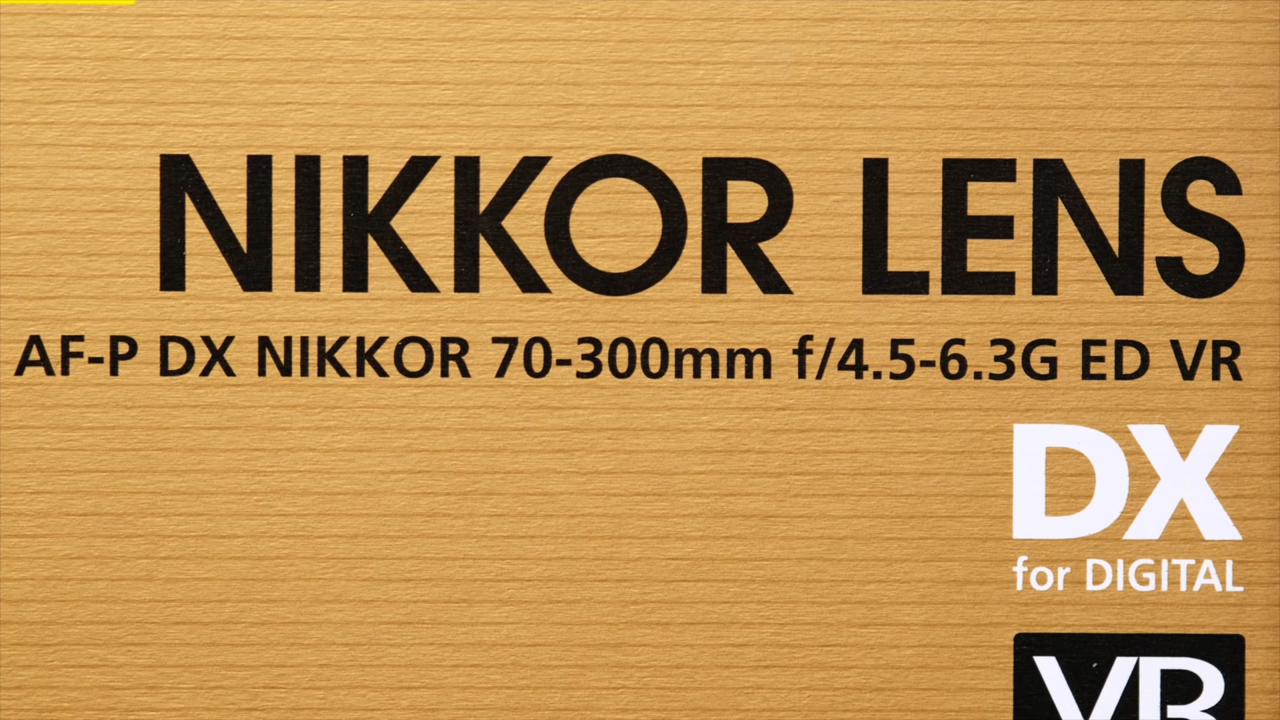 NIKKOR LENS
AF-P DX NIKKOR 70-300mm f/4.5-6.3G ED VR
DX
for DIGITAL
VR